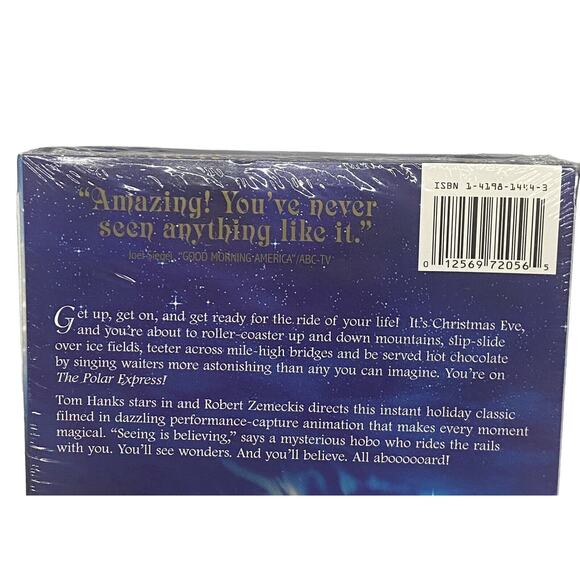 "Amazing! You've never
seen anything like it."
Joel Siegel, "GOOD MORNING AMERICA"/ABC-TV
ISBN 1-4198-1444-3
0 12569 72056 5
Get up, get on, and get ready for the ride of your life! It's Christmas Eve,
and you're about to roller-coaster up and down mountains, slip-slide
over ice fields, teeter across mile-high bridges and be served hot chocolate
by singing waiters more astonishing than any you can imagine. You're on
The Polar Express!
Tom Hanks stars in and Robert Zemeckis directs this instant holiday classic
filmed in dazzling performance-capture animation that makes every moment
magical. "Seeing is believing," says a mysterious hobo who rides the rails
with you. You'll see wonders. And you'll believe. All aboooooard!